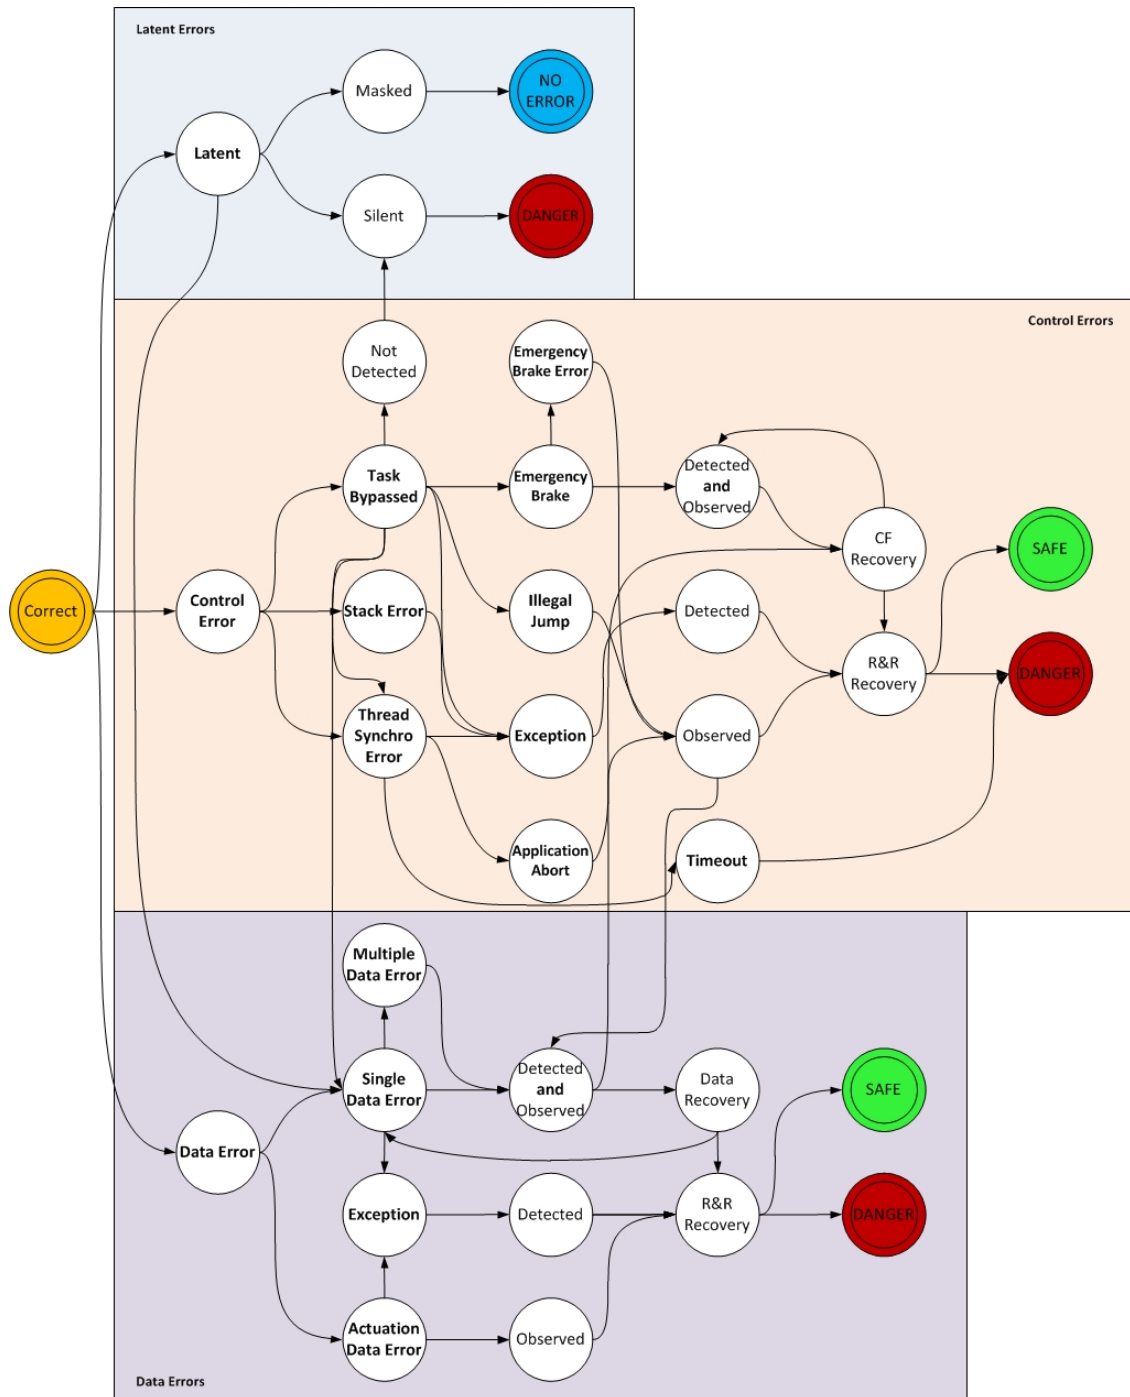 Latent Errors
Masked
NO
ERROR
Latent
Silent
DANGER
Control Errors
Not
Detected
Emergency
Brake Error
Task
Bypassed
Emergency
Brake
Detected
and
Observed
CF
Recovery
SAFE
Correct
Control
Error
Stack Error
Illegal
Jump
Detected
R&R
Recovery
DANGER
Thread
Synchro
Error
Exception
Observed
Application
Abort
Timeout
Multiple
Data Error
Single
Data Error
Detected
and
Observed
Data
Recovery
SAFE
Data Error
Exception
Detected
R&R
Recovery
DANGER
Actuation
Data Error
Observed
Data Errors